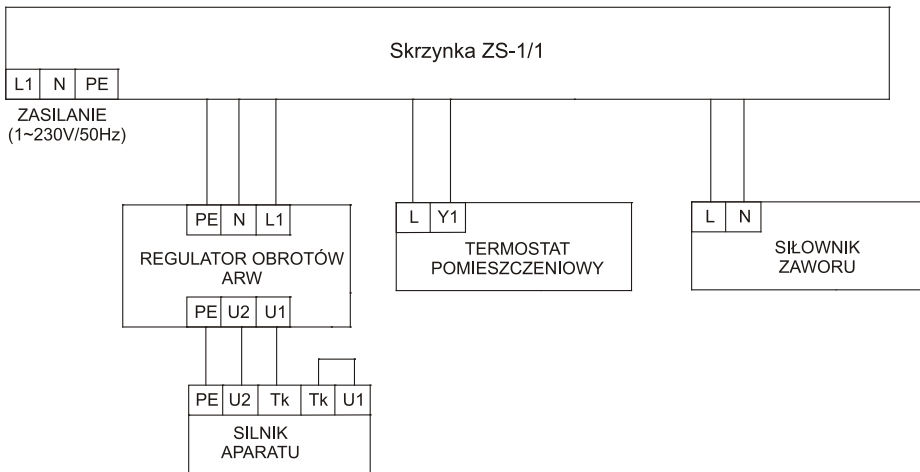 Skrzynka ZS-1/1
L1 N PE
ZASILANIE
(1~230V/50Hz)
PE N L1
REGULATOR OBROTÓW
ARW
PE U2 U1
L Y1
TERMOSTAT
POMIESZCZENIOWY
L N
SIŁOWNIK
ZAWORU
PE U2 Tk Tk U1
SILNIK
APARATU